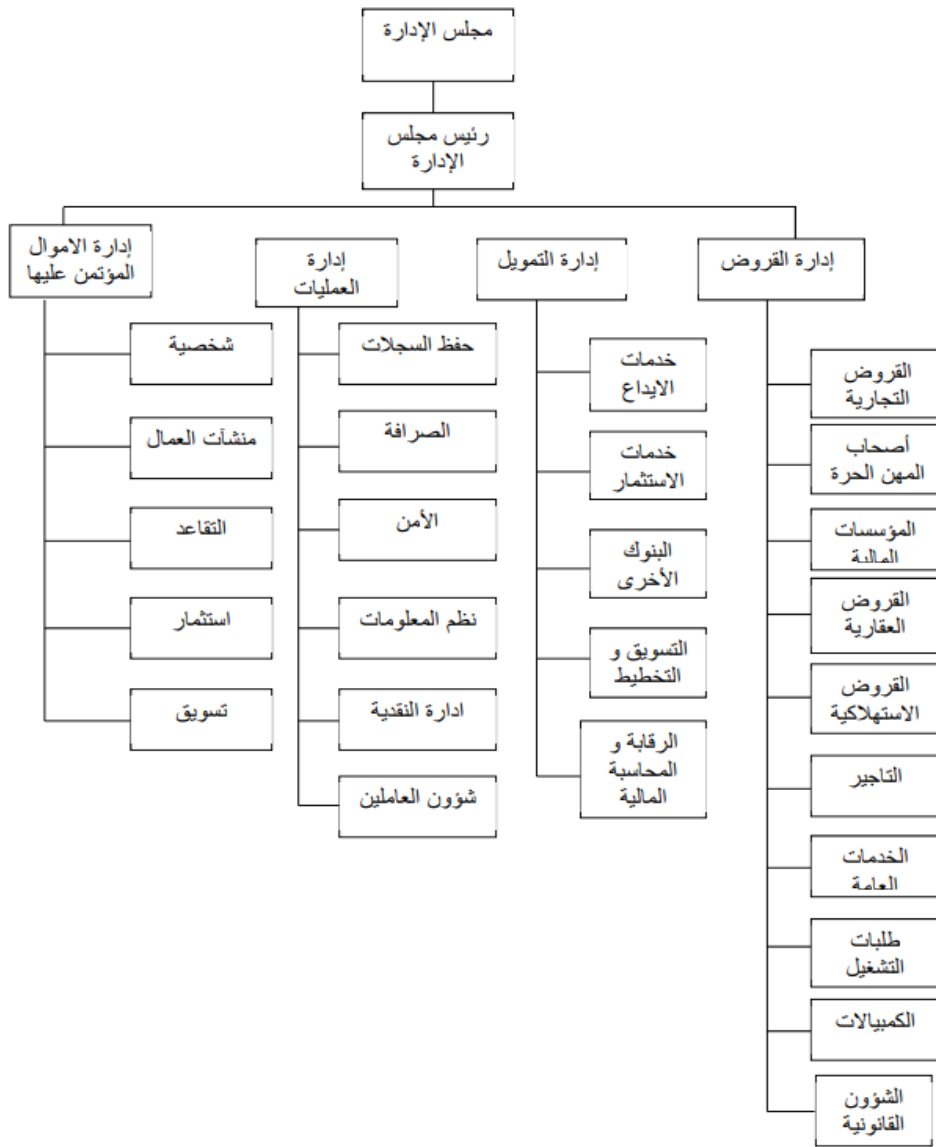 مجلس الإدارة
رئيس مجلس
الإدارة
إدارة القروض
إدارة التمويل
إدارة
العمليات
إدارة الاموال
المؤتمن عليها
القروض
التجارية
أصحاب
المهن الحرة
المؤسسات
المالية
القروض
العقارية
القروض
الاستهلاكية
التاجير
الخدمات
العامة
طلبات
التشغيل
الكمبيالات
الشؤون
القانونية
خدمات
الايداع
خدمات
الاستثمار
البنوك
الأخرى
التسويق و
التخطيط
الرقابة و
المحاسبة
المالية
حفظ السجلات
الصرافة
الأمن
نظم المعلومات
ادارة النقدية
شؤون العاملين
شخصية
منشآت العمال
التقاعد
استثمار
تسويق